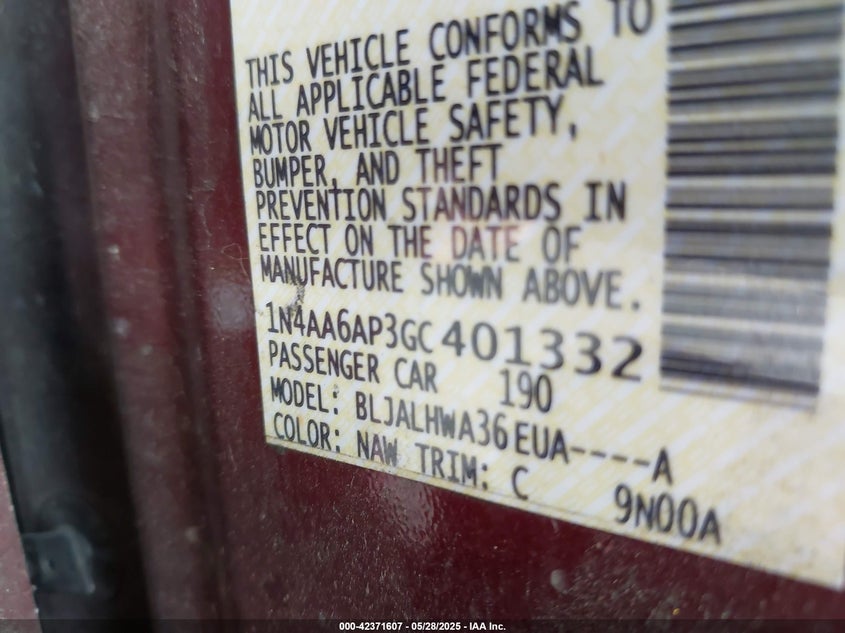 THIS VEHICLE CONFORMS TO
ALL APPLICABLE FEDERAL
MOTOR VEHICLE SAFETY,
BUMPER, AND THEFT
PREVENTION STANDARDS IN
EFFECT ON THE DATE OF
MANUFACTURE SHOWN ABOVE.
1N4AA6AP3GC401332
PASSENGER CAR 190
MODEL: BLJALHWA36EUA----A
COLOR: NAW TRIM: C 9N00A
000-42371607 / 05/28/2025 - IAA Inc.